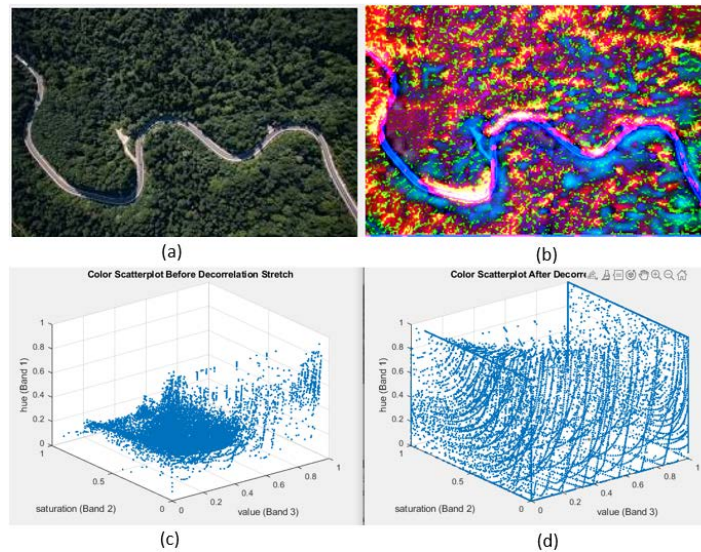 (a)
(b)
Color Scatterplot Before Decorrelation Stretch
1
0.8
0.6
0.4
0.2
0
hue (Band 1)
1
0.5
0
saturation (Band 2)
0
0.2
0.4
0.6
0.8
1
value (Band 3)
Color Scatterplot After Decorre
1
0.8
0.6
0.4
0.2
0
hue (Band 1)
1
0.5
0
saturation (Band 2)
0
0.2
0.4
0.6
0.8
1
value (Band 3)
(c)
(d)